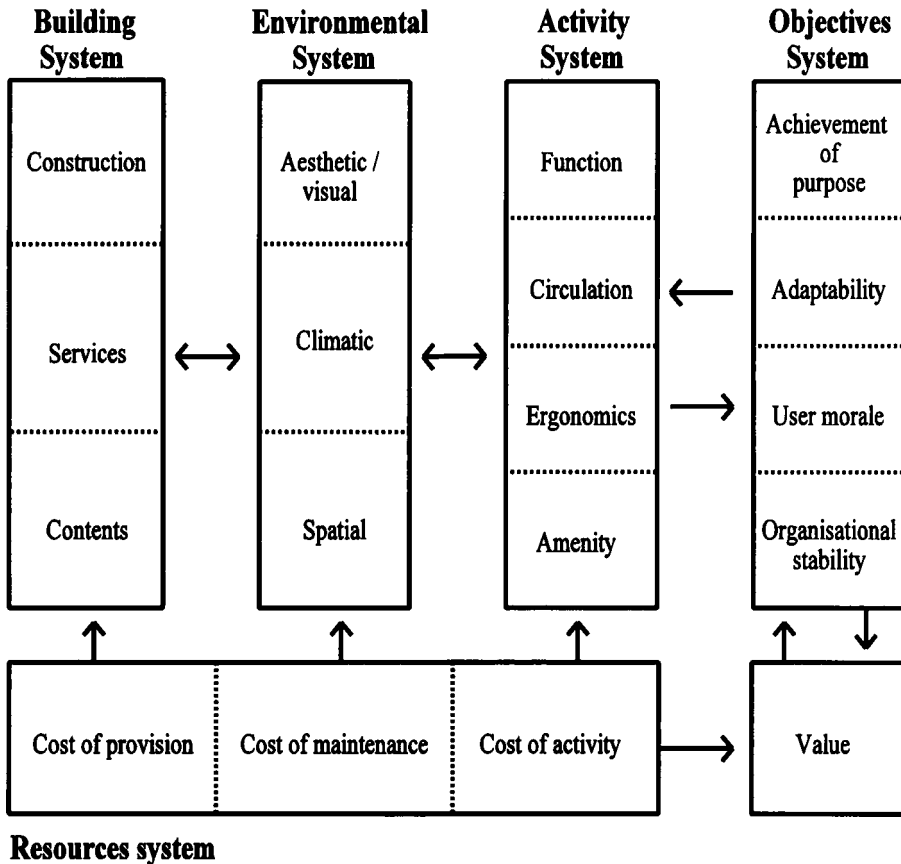 Building
System
Environmental
System
Activity
System
Objectives
System
Construction
Services
Contents
Aesthetic /
visual
Climatic
Spatial
Function
Circulation
Ergonomics
Amenity
Achievement
of
purpose
Adaptability
User morale
Organisational
stability
Cost of provision
Cost of maintenance
Cost of activity
Value
Resources system